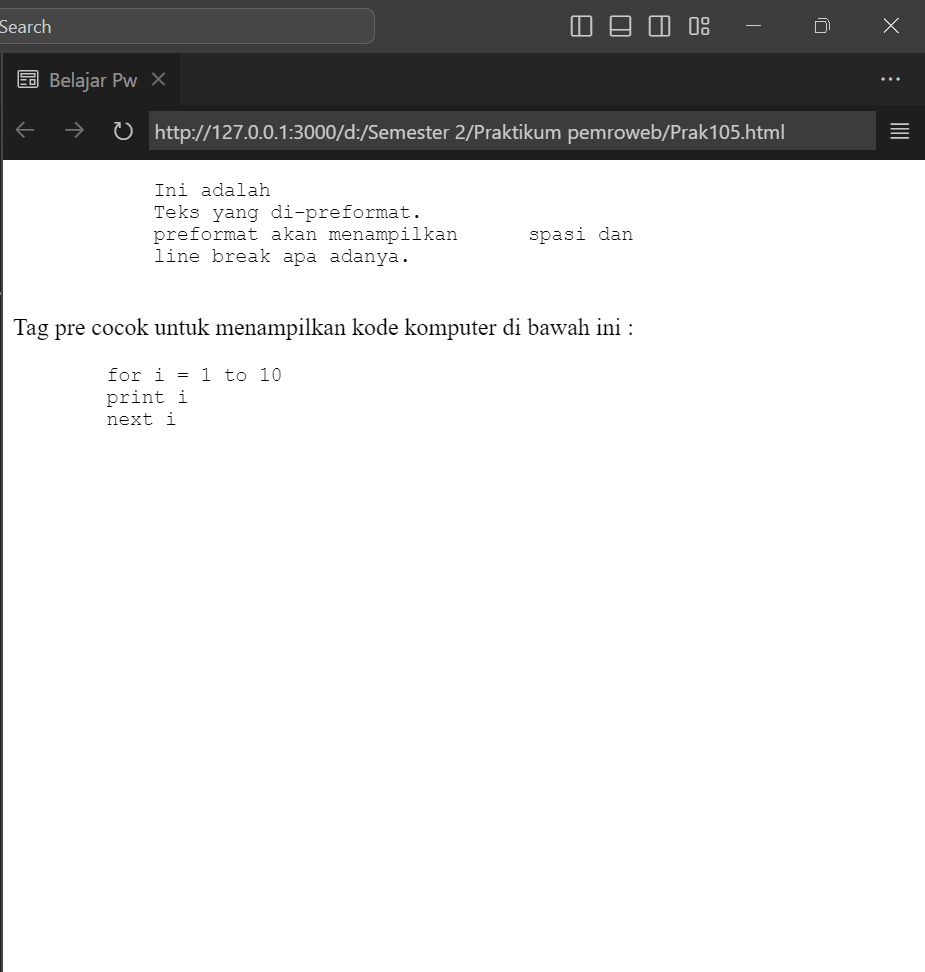 Search
Belajar Pw
http://127.0.0.1:3000/d:/Semester 2/Praktikum pemroweb/Prak105.html
Ini adalah
Teks yang di-preformat.
preformat akan menampilkan      spasi dan
line break apa adanya.
Tag pre cocok untuk menampilkan kode komputer di bawah ini :
for i = 1 to 10
print i
next i